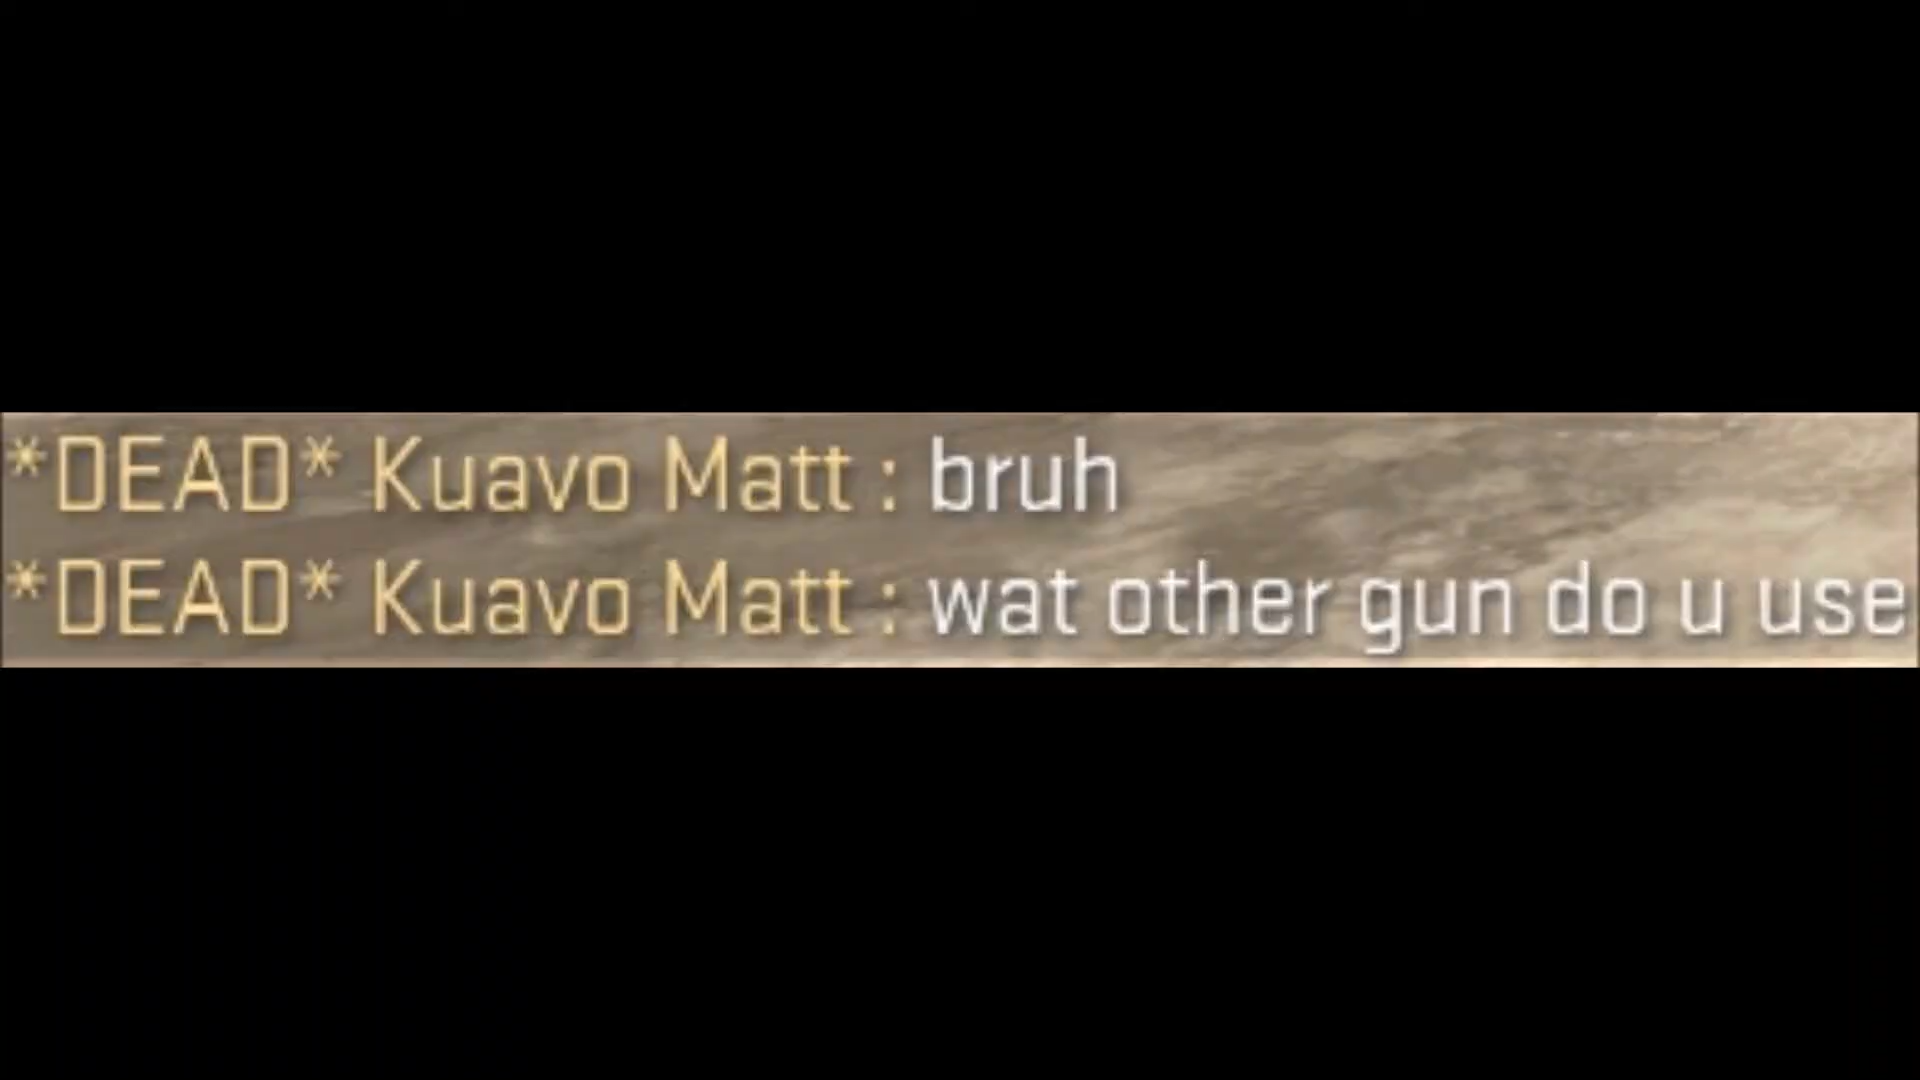 *DEAD* Kuavo Matt : bruh
*DEAD* Kuavo Matt : wat other gun do u use